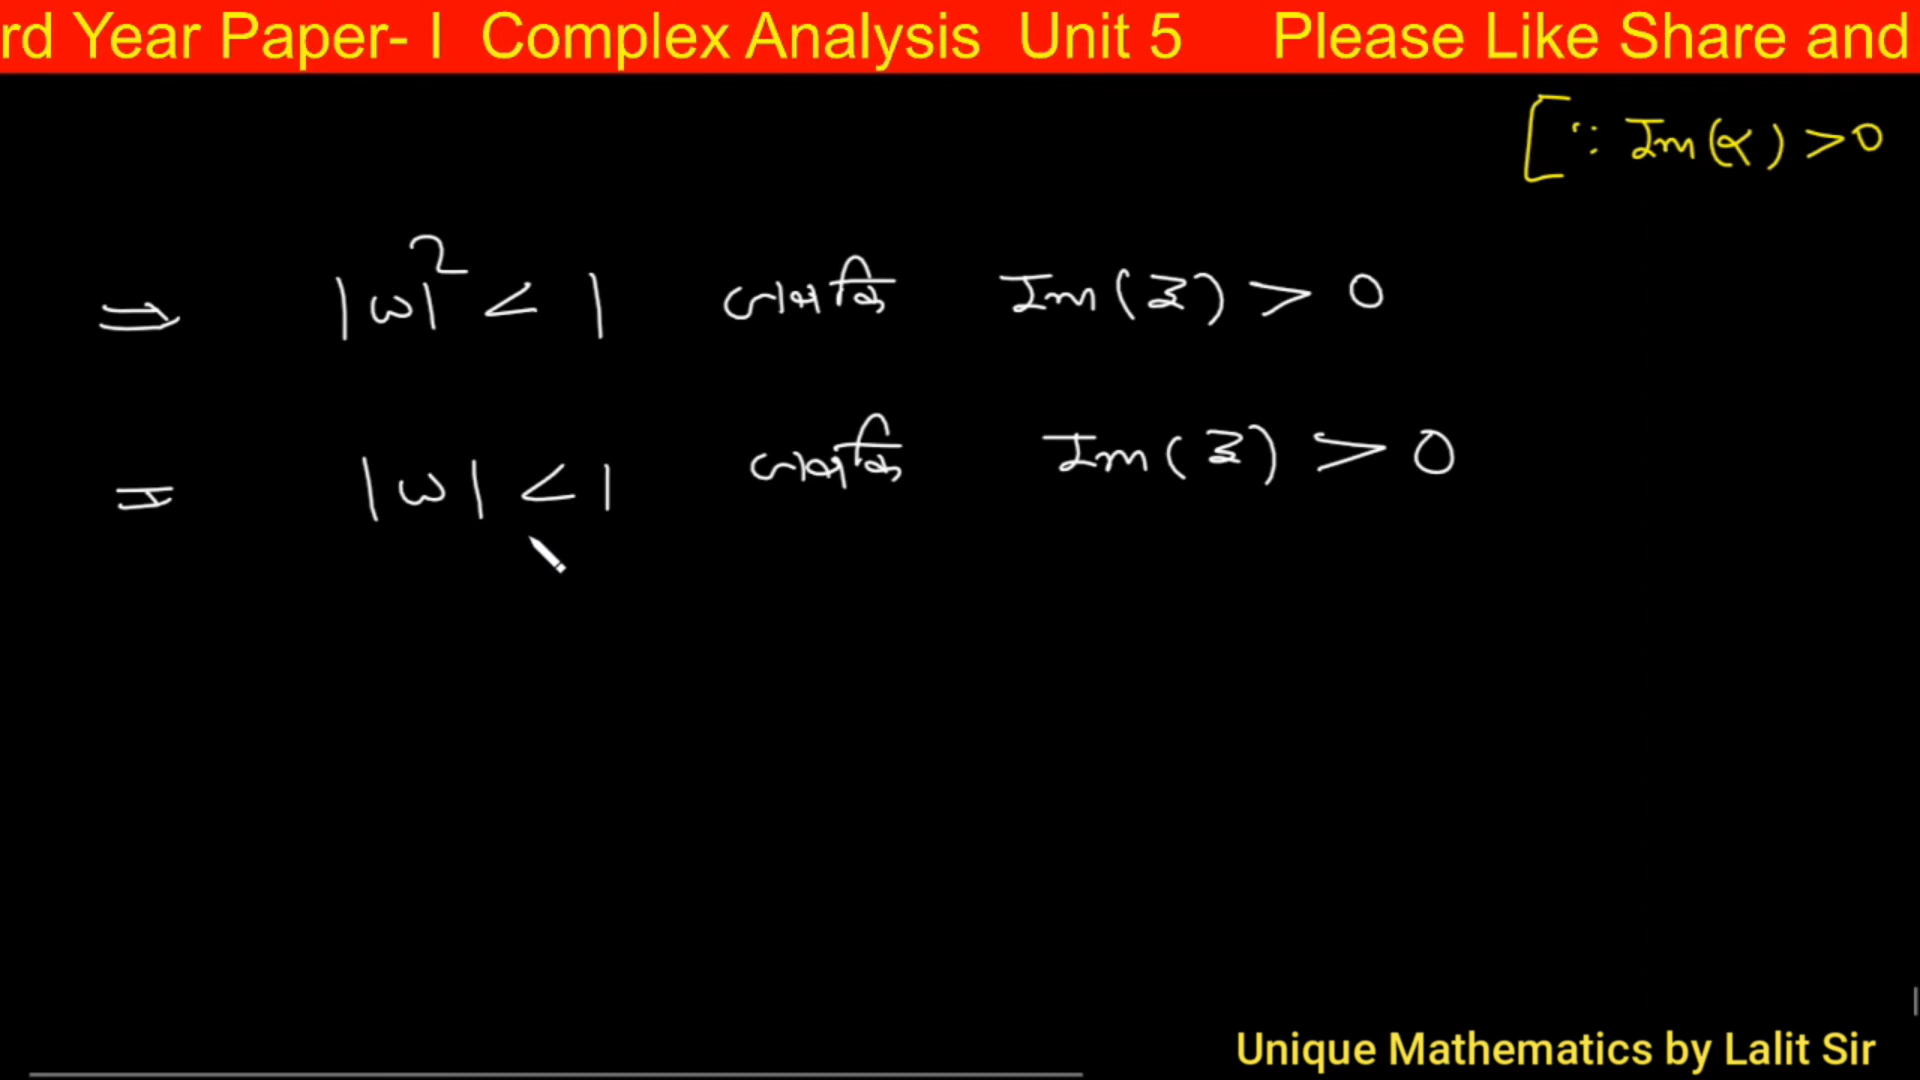 rd Year Paper- I Complex Analysis Unit 5 Please Like Share and
[∵ Im(α) > 0
⇒ |ω|² < 1 जबकि Im(z) > 0
= |ω| < 1 जबकि Im(z) > 0
Unique Mathematics by Lalit Sir